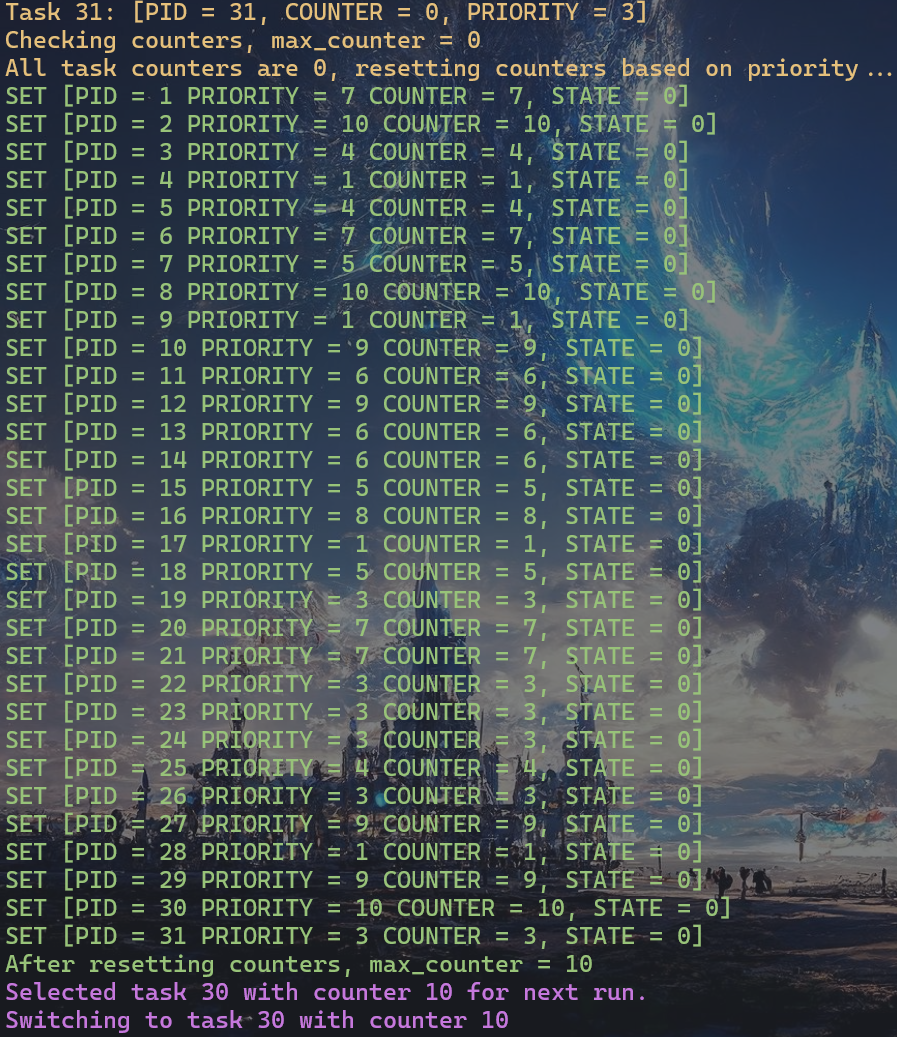 Task 31: [PID = 31, COUNTER = 0, PRIORITY = 3]
Checking counters, max_counter = 0
All task counters are 0, resetting counters based on priority...
SET [PID = 1 PRIORITY = 7 COUNTER = 7, STATE = 0]
SET [PID = 2 PRIORITY = 10 COUNTER = 10, STATE = 0]
SET [PID = 3 PRIORITY = 4 COUNTER = 4, STATE = 0]
SET [PID = 4 PRIORITY = 1 COUNTER = 1, STATE = 0]
SET [PID = 5 PRIORITY = 4 COUNTER = 4, STATE = 0]
SET [PID = 6 PRIORITY = 7 COUNTER = 7, STATE = 0]
SET [PID = 7 PRIORITY = 5 COUNTER = 5, STATE = 0]
SET [PID = 8 PRIORITY = 10 COUNTER = 10, STATE = 0]
SET [PID = 9 PRIORITY = 1 COUNTER = 1, STATE = 0]
SET [PID = 10 PRIORITY = 9 COUNTER = 9, STATE = 0]
SET [PID = 11 PRIORITY = 6 COUNTER = 6, STATE = 0]
SET [PID = 12 PRIORITY = 9 COUNTER = 9, STATE = 0]
SET [PID = 13 PRIORITY = 6 COUNTER = 6, STATE = 0]
SET [PID = 14 PRIORITY = 6 COUNTER = 6, STATE = 0]
SET [PID = 15 PRIORITY = 5 COUNTER = 5, STATE = 0]
SET [PID = 16 PRIORITY = 8 COUNTER = 8, STATE = 0]
SET [PID = 17 PRIORITY = 1 COUNTER = 1, STATE = 0]
SET [PID = 18 PRIORITY = 5 COUNTER = 5, STATE = 0]
SET [PID = 19 PRIORITY = 3 COUNTER = 3, STATE = 0]
SET [PID = 20 PRIORITY = 7 COUNTER = 7, STATE = 0]
SET [PID = 21 PRIORITY = 7 COUNTER = 7, STATE = 0]
SET [PID = 22 PRIORITY = 3 COUNTER = 3, STATE = 0]
SET [PID = 23 PRIORITY = 3 COUNTER = 3, STATE = 0]
SET [PID = 24 PRIORITY = 3 COUNTER = 3, STATE = 0]
SET [PID = 25 PRIORITY = 4 COUNTER = 4, STATE = 0]
SET [PID = 26 PRIORITY = 3 COUNTER = 3, STATE = 0]
SET [PID = 27 PRIORITY = 9 COUNTER = 9, STATE = 0]
SET [PID = 28 PRIORITY = 1 COUNTER = 1, STATE = 0]
SET [PID = 29 PRIORITY = 9 COUNTER = 9, STATE = 0]
SET [PID = 30 PRIORITY = 10 COUNTER = 10, STATE = 0]
SET [PID = 31 PRIORITY = 3 COUNTER = 3, STATE = 0]
After resetting counters, max_counter = 10
Selected task 30 with counter 10 for next run.
Switching to task 30 with counter 10